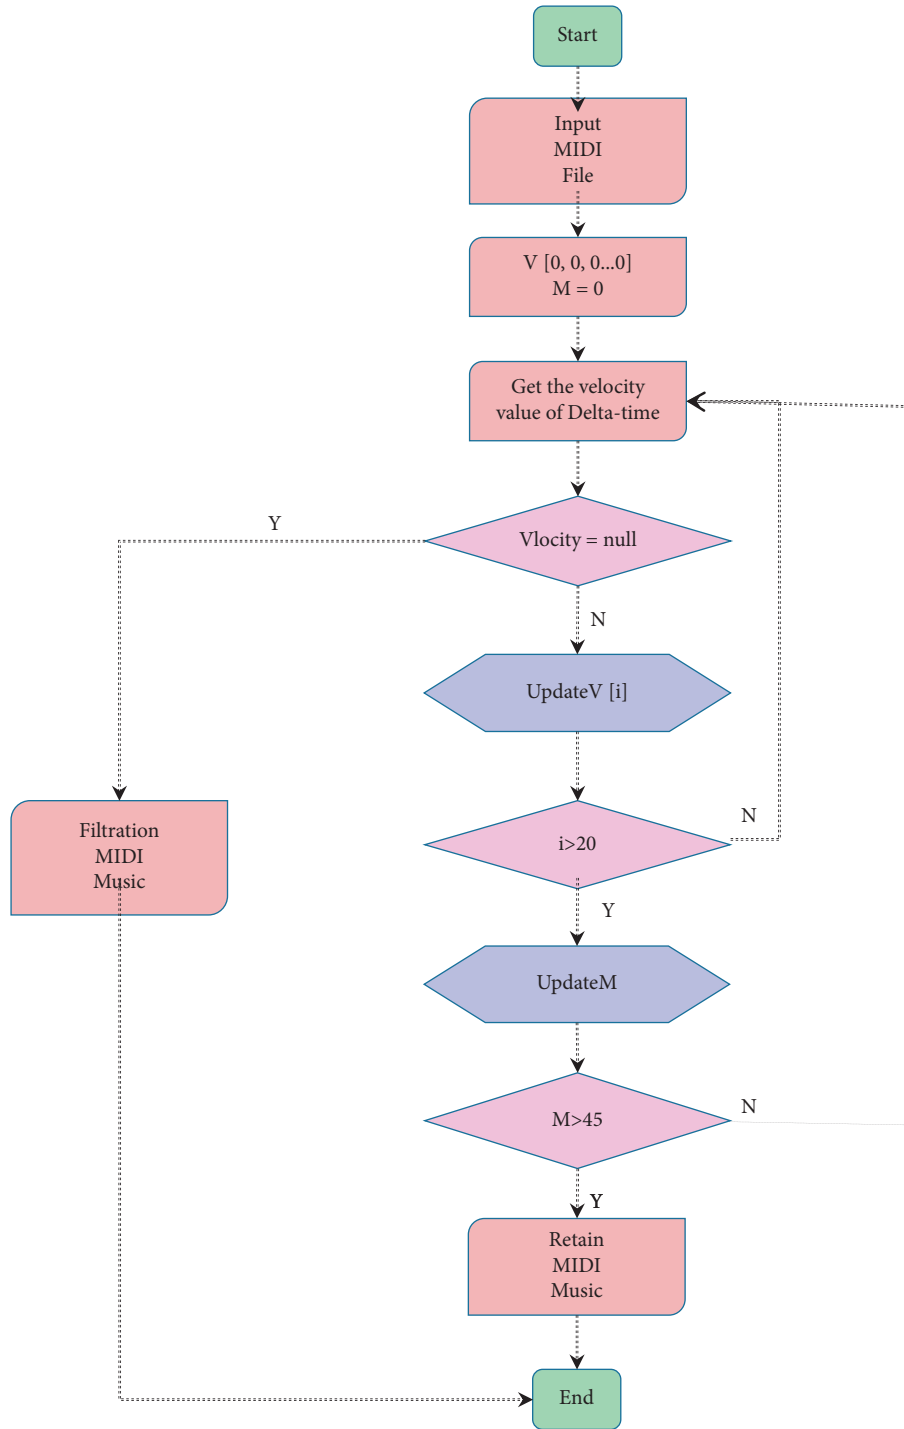 Start
Input
MIDI
File
V [0, 0, 0...0]
M = 0
Get the velocity
value of Delta-time
Y
Vlocity = null
N
UpdateV [i]
Filtration
MIDI
Music
i>20
N
Y
UpdateM
M>45
N
Y
Retain
MIDI
Music
End